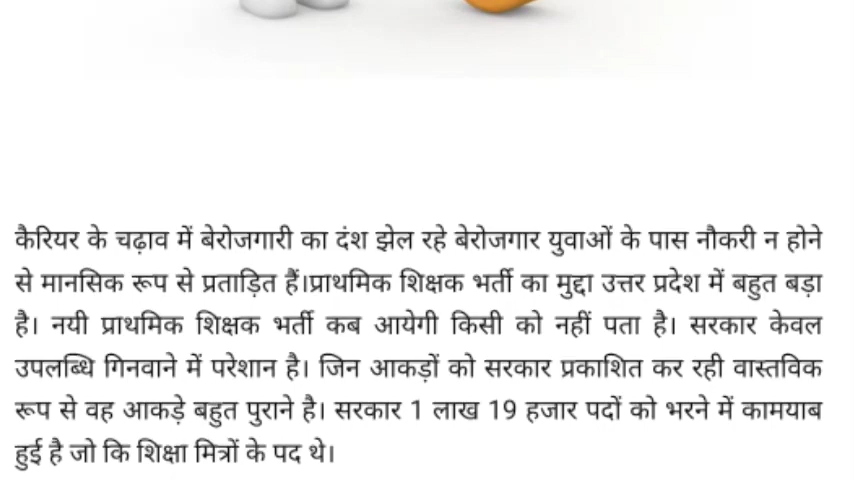 कैरियर के चढ़ाव में बेरोजगारी का दंश झेल रहे बेरोजगार युवाओं के पास नौकरी न होने
से मानसिक रूप से प्रताड़ित हैं।प्राथमिक शिक्षक भर्ती का मुद्दा उत्तर प्रदेश में बहुत बड़ा
है। नयी प्राथमिक शिक्षक भर्ती कब आयेगी किसी को नहीं पता है। सरकार केवल
उपलब्धि गिनवाने में परेशान है। जिन आकड़ों को सरकार प्रकाशित कर रही वास्तविक
रूप से वह आकड़े बहुत पुराने है। सरकार 1 लाख 19 हजार पदों को भरने में कामयाब
हुई है जो कि शिक्षा मित्रों के पद थे।